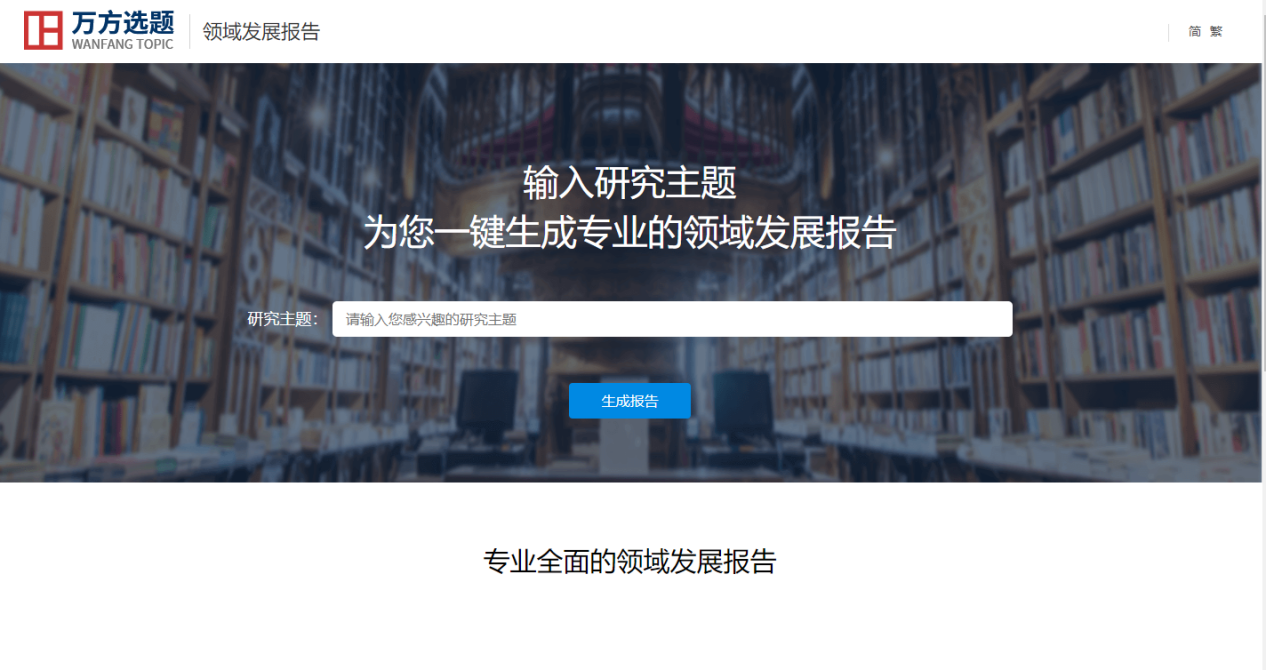 万方选题
WANFANG TOPIC
领域发展报告
简 繁
输入研究主题
为您一键生成专业的领域发展报告
研究主题：
请输入您感兴趣的研究主题
生成报告
专业全面的领域发展报告